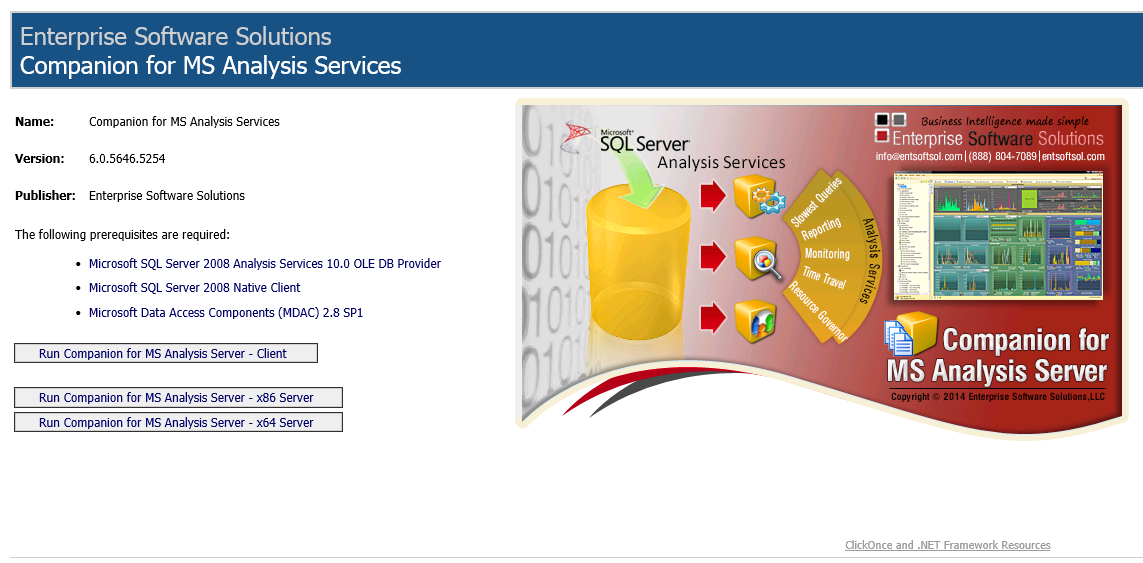 Enterprise Software Solutions
Companion for MS Analysis Services
Name: Companion for MS Analysis Services
Version: 6.0.5646.5254
Publisher: Enterprise Software Solutions
The following prerequisites are required:
• Microsoft SQL Server 2008 Analysis Services 10.0 OLE DB Provider
• Microsoft SQL Server 2008 Native Client
• Microsoft Data Access Components (MDAC) 2.8 SP1
Run Companion for MS Analysis Server - Client
Run Companion for MS Analysis Server - x86 Server
Run Companion for MS Analysis Server - x64 Server
Microsoft®
SQL Server®
Analysis Services
Business Intelligence made simple
Enterprise Software Solutions
info@entsoftsol.com | (888) 804-7089 | entsoftsol.com
Slowest Queries
Reporting
Monitoring
Time Travel
Resource Governor
Analysis Services
Companion for
MS Analysis Server
Copyright © 2014 Enterprise Software Solutions,LLC
ClickOnce and .NET Framework Resources